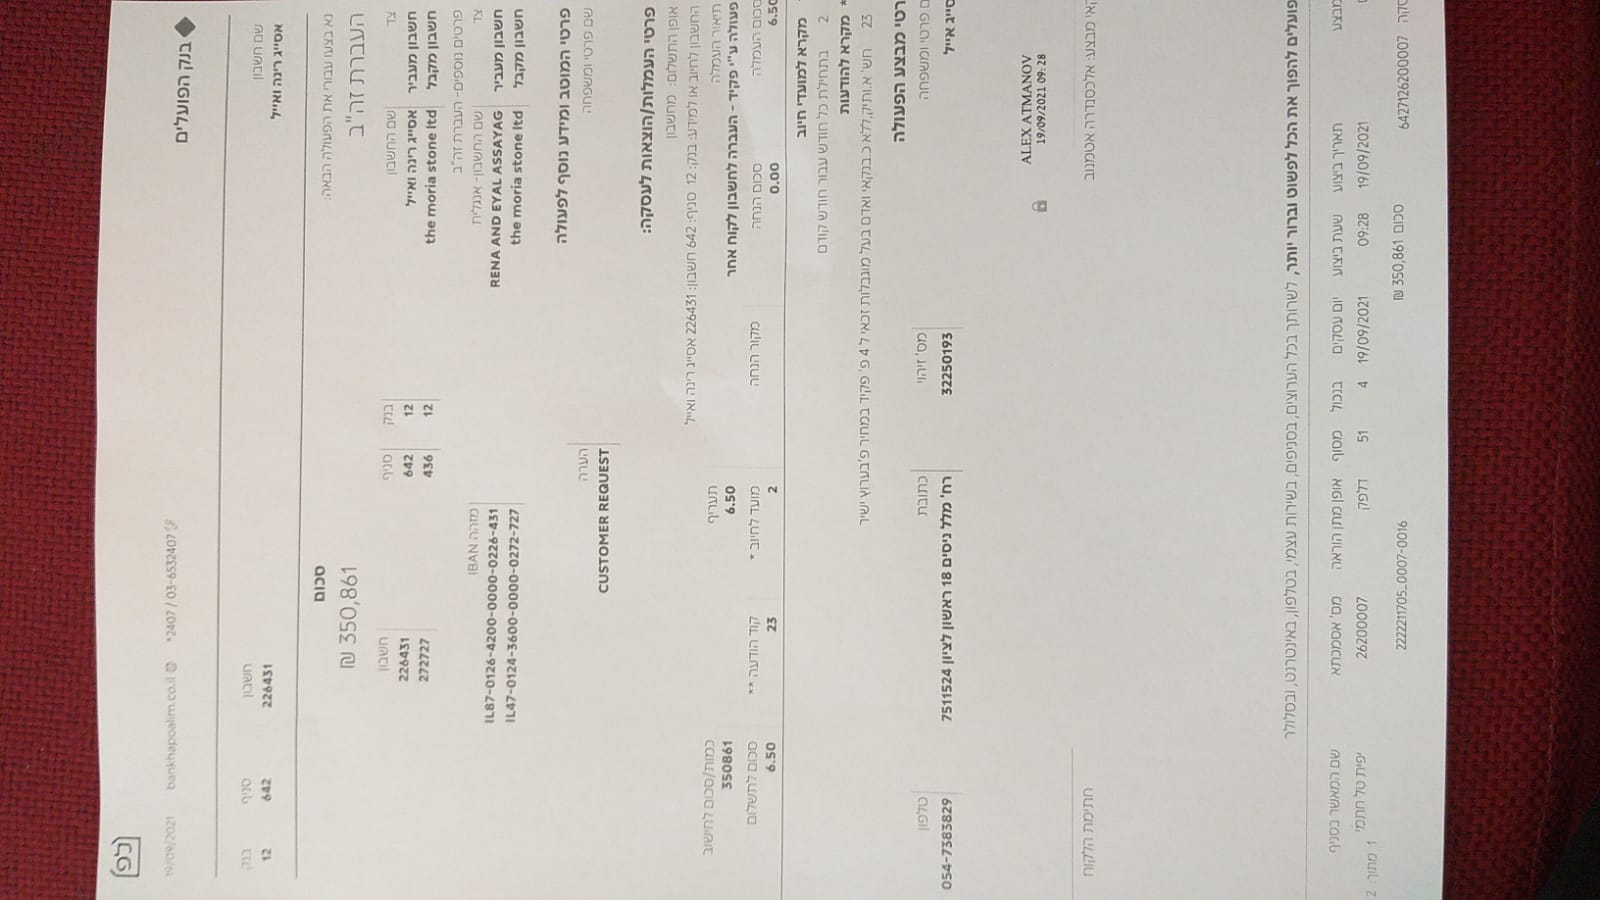 כפ
19/09/2021 bankhapoalim.co.il *2407 / 03-6532407
בנק הפועלים
חשבון סניף בנק
226431 642 12
שם חשבון
אסייג רינה ואייל
נא בצעו עבורי את הפעולה הבאה:
העברת זה"ב
סכום
350,861 ₪
צד שם החשבון בנק סניף חשבון
חשבון מעביר אסייג רינה ואייל 12 642 226431
חשבון מקבל the moria stone ltd 12 436 272727
פרטים נוספים- העברת זה"ב
צד שם החשבון- אנגלית מזהה IBAN
חשבון מעביר RENA AND EYAL ASSAYAG IL87-0126-4200-0000-0226-431
חשבון מקבל the moria stone ltd IL47-0124-3600-0000-0272-727
פרטי המוטב ומידע נוסף לפעולה
שם פרטי ומשפחה הערה
CUSTOMER REQUEST
פרטי העמלות/הוצאות לעסקה:
אופן התשלום: מחשבון
החשבון לחיוב או למידע: בנק: 12 סניף: 642 חשבון: 226431 אסייג רינה ואייל
תיאור העמלה תעריף כמות/סכום לחישוב
פעולה ע"י פקיד - העברה לחשבון לקוח אחר 6.50 350861
סכום העמלה סכום הנחה מקור הנחה מועד לחיוב * קוד הודעה ** סכום לתשלום
6.50 0.00 2 23 6.50
מקרא למועדי חיוב
2 בתחילת כל חודש עבור חודש קודם
* מקרא להודעות
23 חש' א.ותיק,ללא כ.בנקאי ואדם בעל מוגבלות זכאי ל 4 פ' פקיד במחיר פ'בערוץ ישיר
רטי מבצע הפעולה
ם פרטי ומשפחה מס' זיהוי כתובת טלפון
סייג אייל 32250193 רח' מלל ניסים 18 ראשון לציון 7511524 054-7383829
ALEX ATMANOV
19/09/2021 09:28
קאי מבצע: אלכסנדרה אטמנוב חתימת הלקוח
פועלים להפוך את הכל לפשוט וברור יותר, לשרותך בכל הערוצים, בסניפים, בשירות עצמי, בטלפון, באינטרנט, ובסלולר
מבצע תאריך ביצוע שעת ביצוע יום עסקים בנכול מסוף אופן מתן הוראה מס' אסמכתא שם המאשר בסניף
19/09/2021 09:28 19/09/2021 4 51 דלפק 26200007 יפית טל חתמי
1 מתוך: 2
סקה 6427126200007 סכום 350,861 ₪ 2222211705_0007-0016